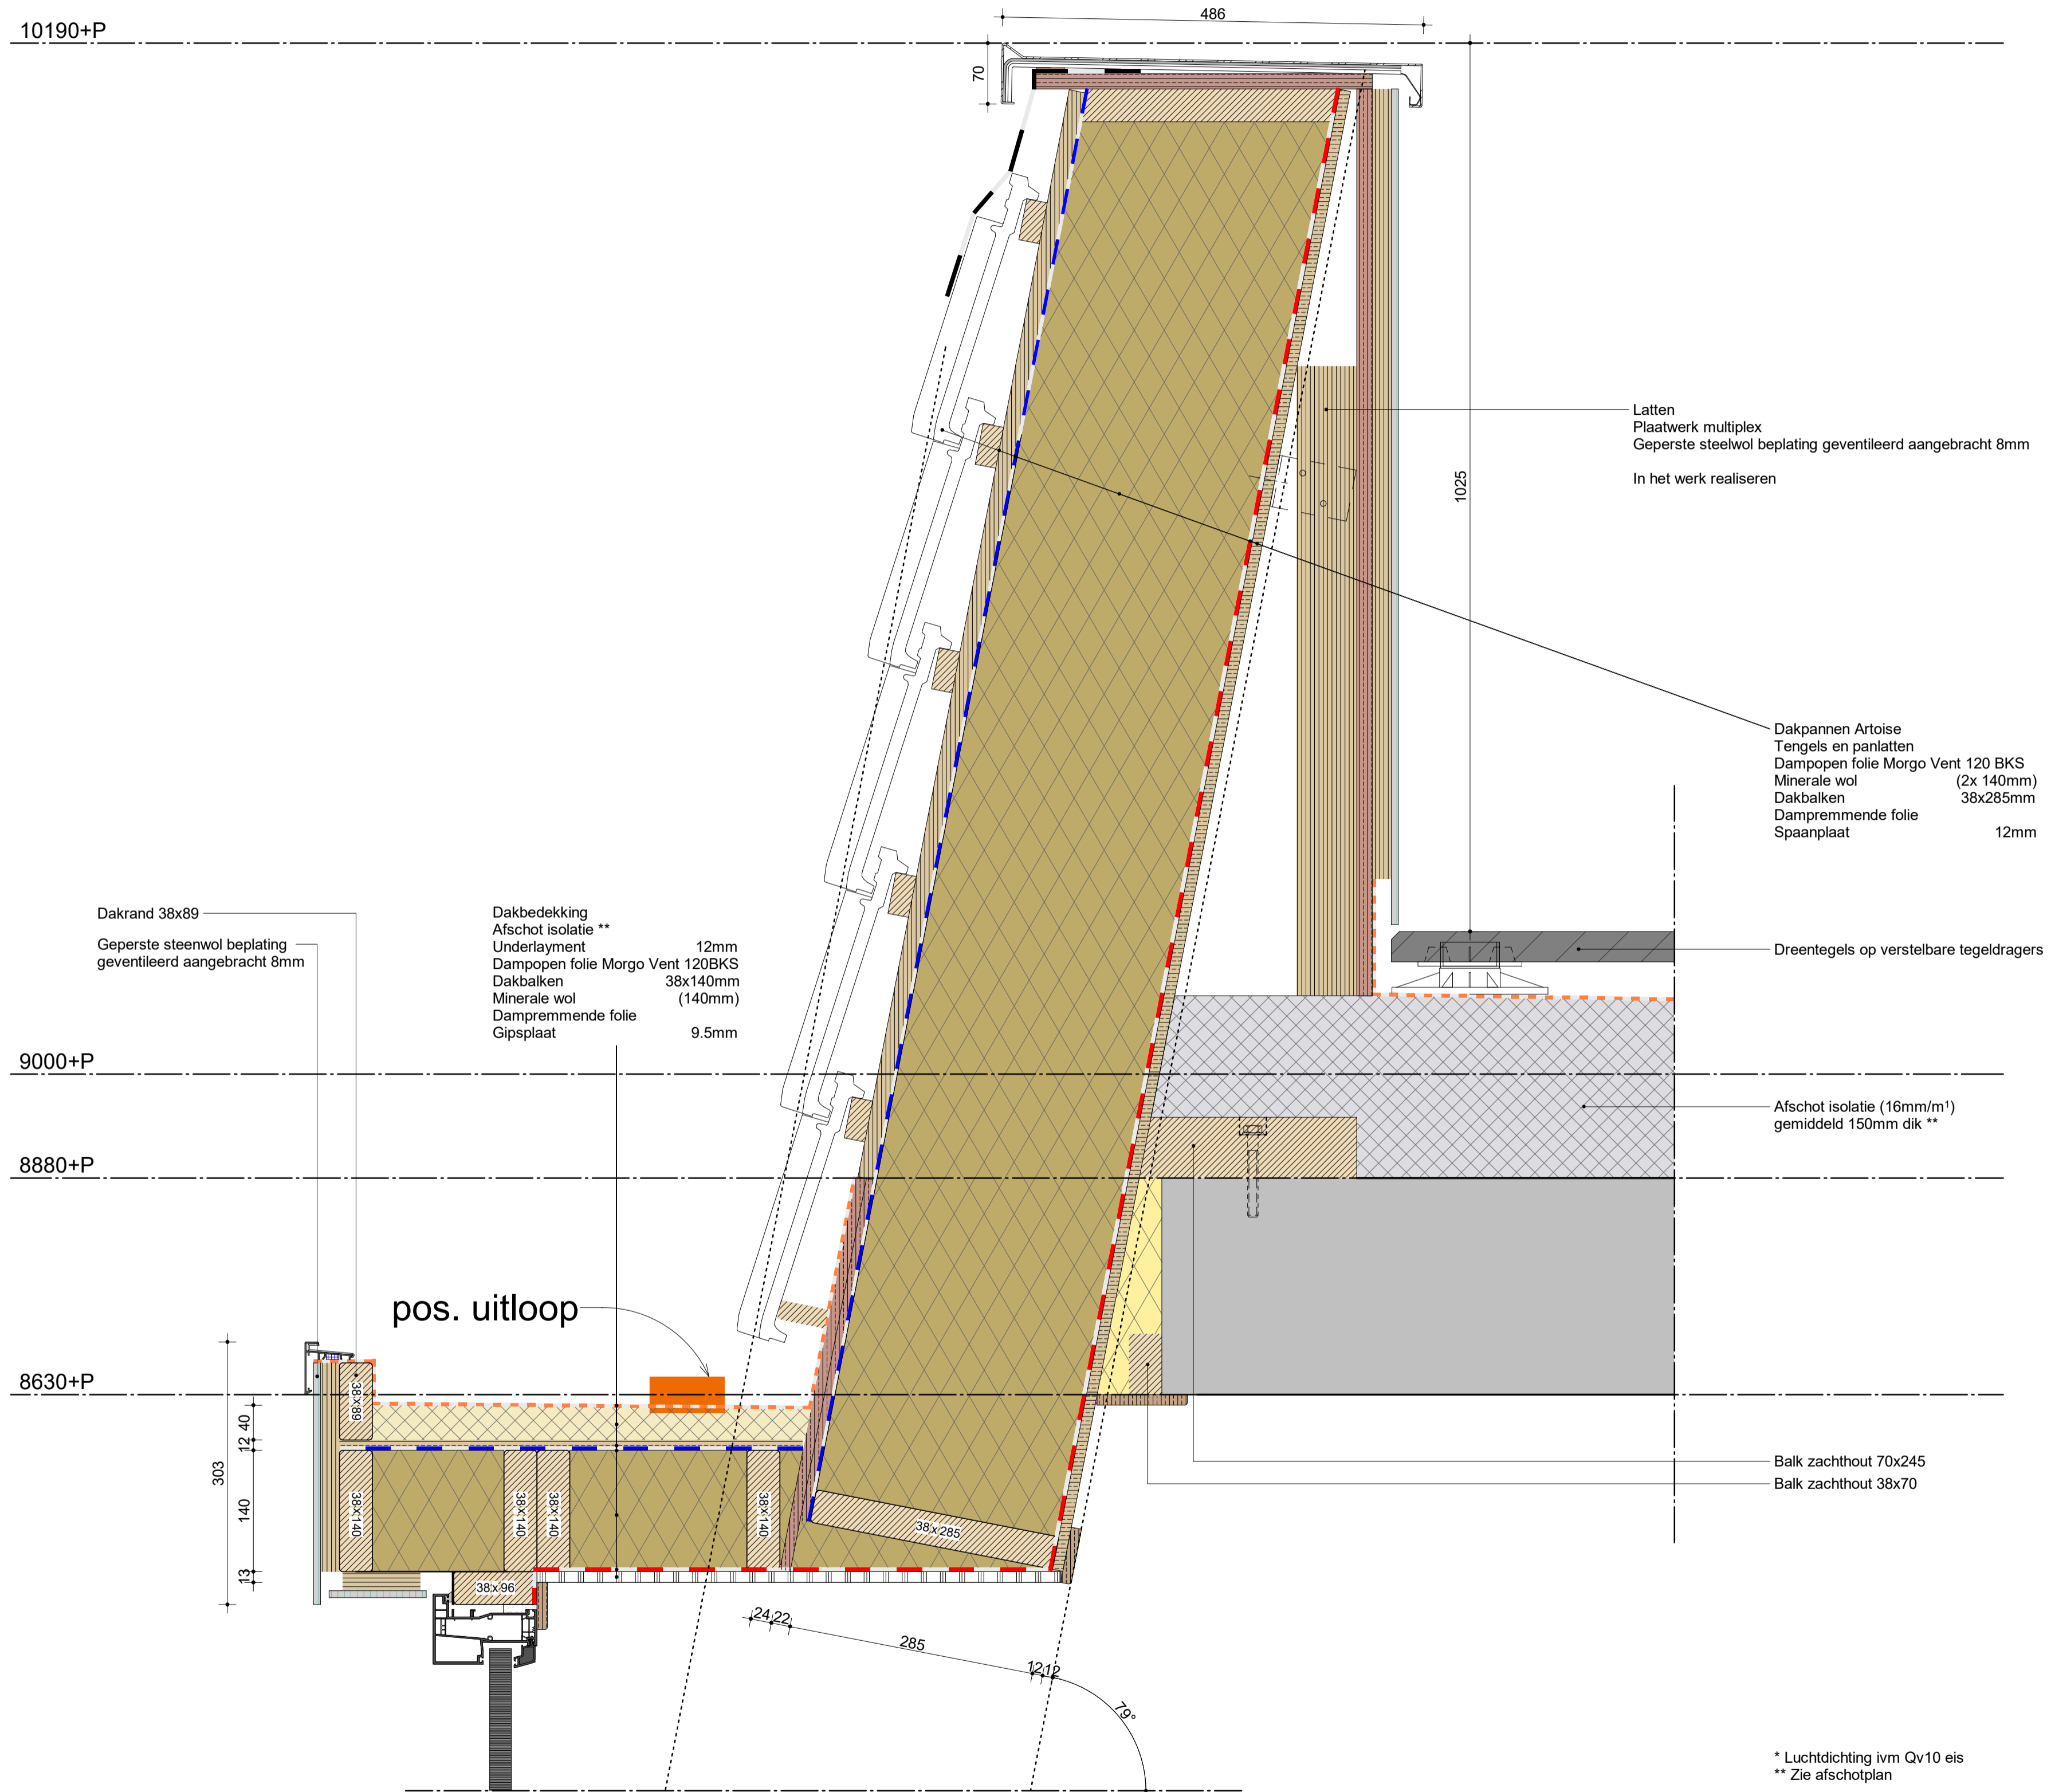 486
10190+P
70
Latten
Plaatwerk multiplex
Geperste steelwol beplating geventileerd aangebracht 8mm
In het werk realiseren
1025
Dakpannen Artoise
Tengels en panlatten
Dampopen folie Morgo Vent 120 BKS
Minerale wol (2x 140mm)
Dakbalken 38x285mm
Dampremmende folie
Spaanplaat 12mm
Dakrand 38x89
Geperste steenwol beplating
geventileerd aangebracht 8mm
Dakbedekking
Afschot isolatie **
Underlayment 12mm
Dampopen folie Morgo Vent 120BKS
Dakbalken 38x140mm
Minerale wol (140mm)
Dampremmende folie
Gipsplaat 9.5mm
Dreentegels op verstelbare tegeldragers
9000+P
Afschot isolatie (16mm/m¹)
gemiddeld 150mm dik **
8880+P
pos. uitloop
8630+P
38x89
40
12
303
140
13
38x140
38x140
38x140
38x140
38x285
38x96
Balk zachthout 70x245
Balk zachthout 38x70
24
22
285
12
12
79°
* Luchtdichting ivm Qv10 eis
** Zie afschotplan